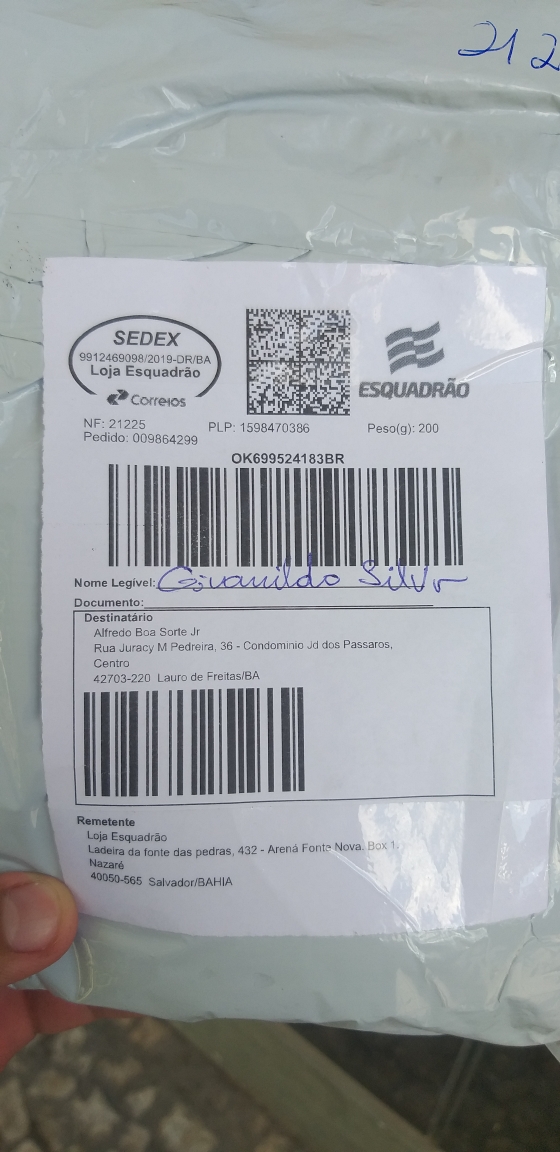 212
SEDEX
9912469098/2019-DR/BA
Loja Esquadrão
Correios
ESQUADRÃO
NF: 21225 PLP: 1598470386 Peso(g): 200
Pedido: 009864299
OK699524183BR
Nome Legível: Givanildo Silva
Documento:
Destinatário
Alfredo Boa Sorte Jr
Rua Juracy M Pedreira, 36 - Condominio Jd dos Passaros,
Centro
42703-220 Lauro de Freitas/BA
Remetente
Loja Esquadrão
Ladeira da fonte das pedras, 432 - Arena Fonte Nova. Box 1.
Nazaré
40050-565 Salvador/BAHIA